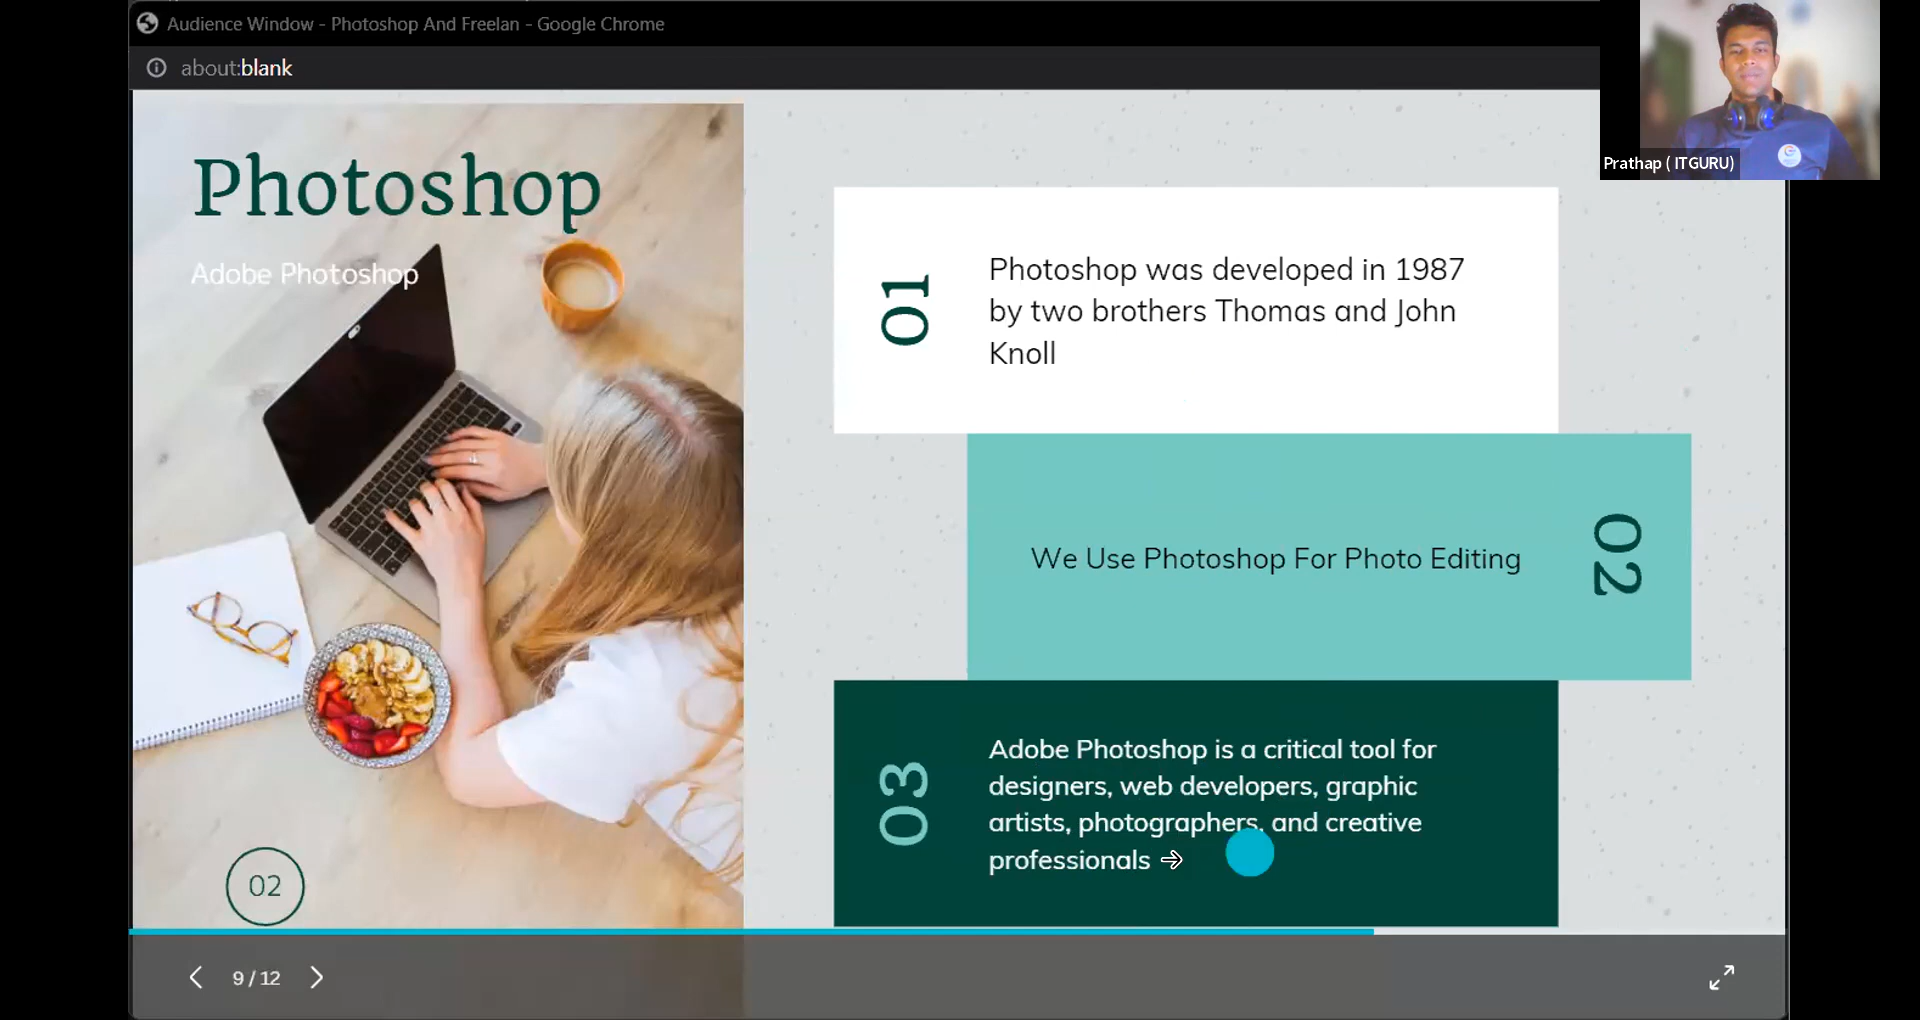 Audience Window - Photoshop And Freelan - Google Chrome
about:blank
Prathap ( ITGURU)
Photoshop
Adobe Photoshop
01
Photoshop was developed in 1987
by two brothers Thomas and John
Knoll
We Use Photoshop For Photo Editing
02
03
Adobe Photoshop is a critical tool for
designers, web developers, graphic
artists, photographers, and creative
professionals →
02
9 / 12